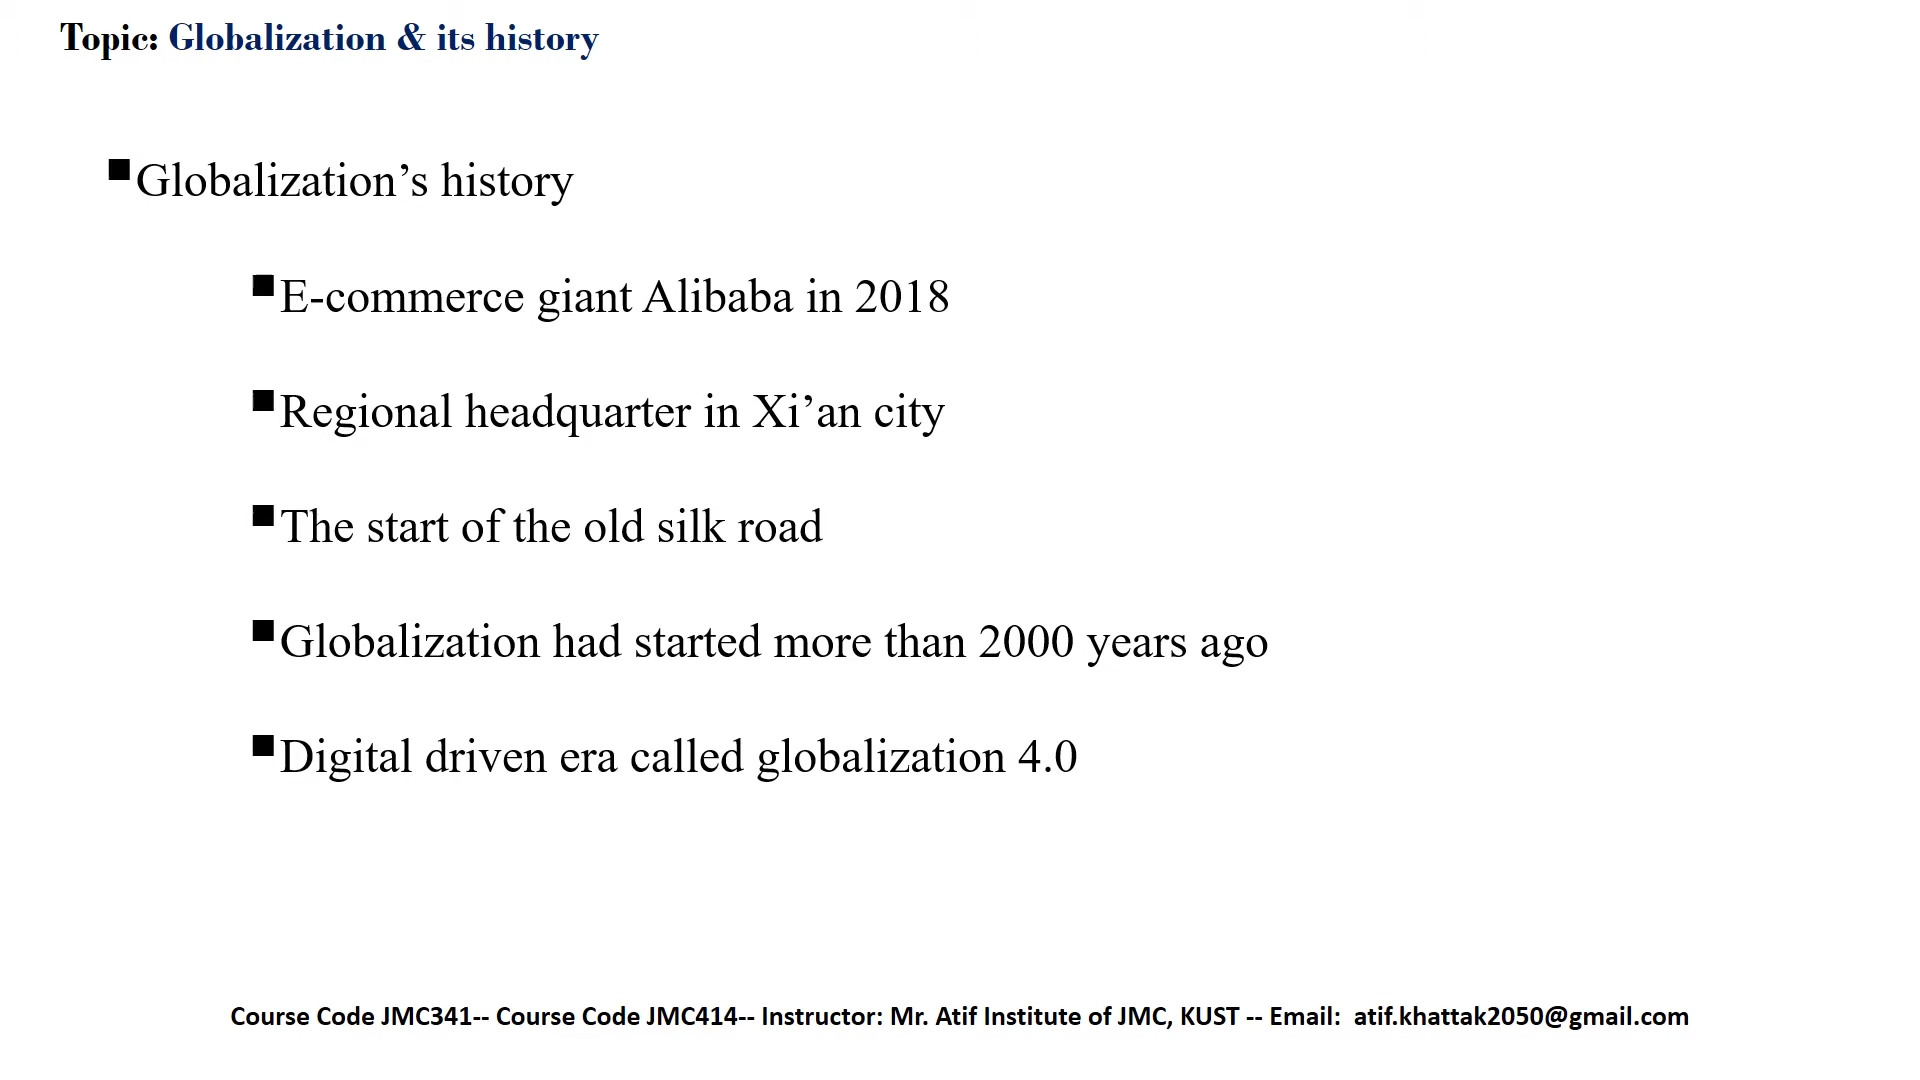 Topic: Globalization & its history
▪Globalization’s history
▪E-commerce giant Alibaba in 2018
▪Regional headquarter in Xi’an city
▪The start of the old silk road
▪Globalization had started more than 2000 years ago
▪Digital driven era called globalization 4.0
Course Code JMC341-- Course Code JMC414-- Instructor: Mr. Atif Institute of JMC, KUST -- Email: atif.khattak2050@gmail.com